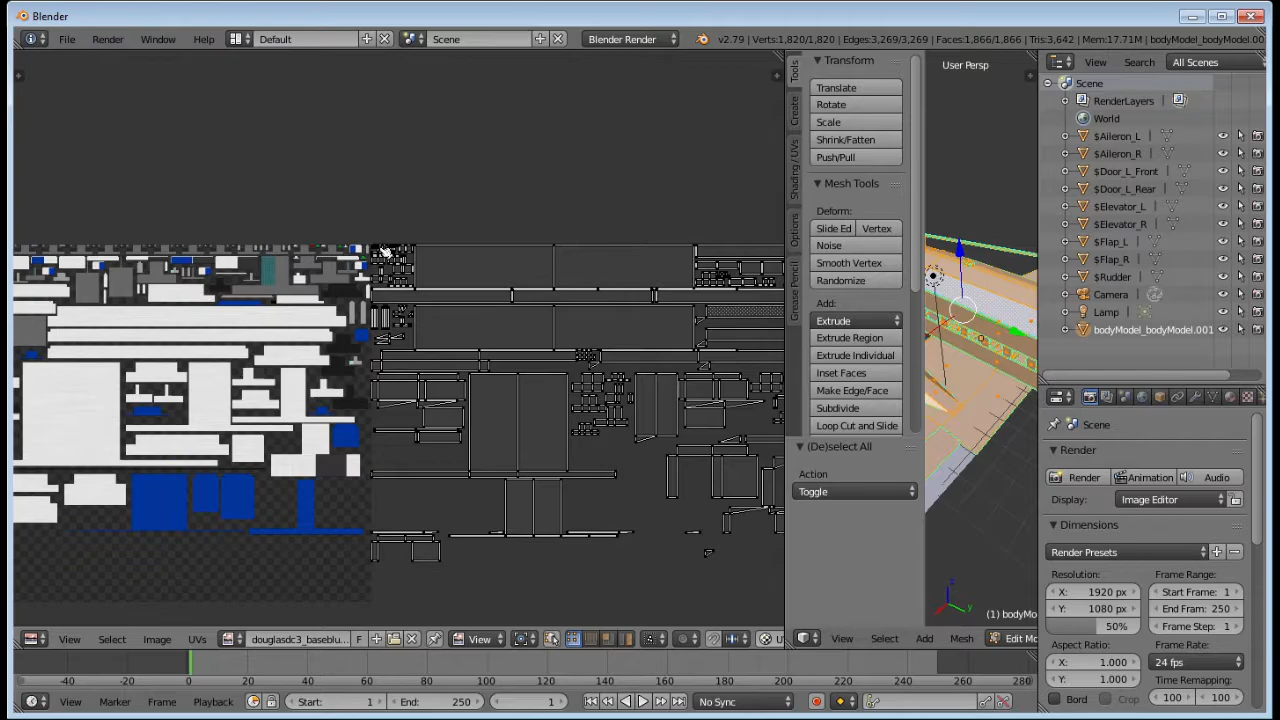 Blender
File Render Window Help Default Scene Blender Render v2.79 | Verts:1,820/1,820 | Edges:3,269/3,269 | Faces:1,866/1,866 | Tris:3,642 | Mem:17.71M | bodyModel_bodyModel.00
View Search All Scenes
Transform
User Persp
Translate
Rotate
Scale
Shrink/Fatten
Push/Pull
Mesh Tools
Deform:
Slide Ed Vertex
Noise
Smooth Vertex
Randomize
Add:
Extrude
Extrude Region
Extrude Individual
Inset Faces
Make Edge/Face
Subdivide
Loop Cut and Slide
(De)select All
Action
Toggle
Tools
Create
Shading / UVs
Options
Grease Pencil
Scene
RenderLayers
World
$Aileron_L
$Aileron_R
$Door_L_Front
$Door_L_Rear
$Elevator_L
$Elevator_R
$Flap_L
$Flap_R
$Rudder
Camera
Lamp
bodyModel_bodyModel.001
Scene
Render
Render Animation Audio
Display: Image Editor
Dimensions
Render Presets
Resolution: Frame Range:
X: 1920 px Start Frame: 1
Y: 1080 px End Fram: 250
50% Frame Step: 1
Aspect Ratio: Frame Rate:
X: 1.000 24 fps
Y: 1.000 Time Remapping:
Bord Crop 100 100
(1) bodyMo
View Select Image UVs douglasdc3_baseblu... F View U
View Select Add Mesh Edit Mo
-40 -20 0 20 40 60 80 100 120 140 160 180 200 220 240 260 280
View Marker Frame Playback Start: 1 End: 250 1 No Sync